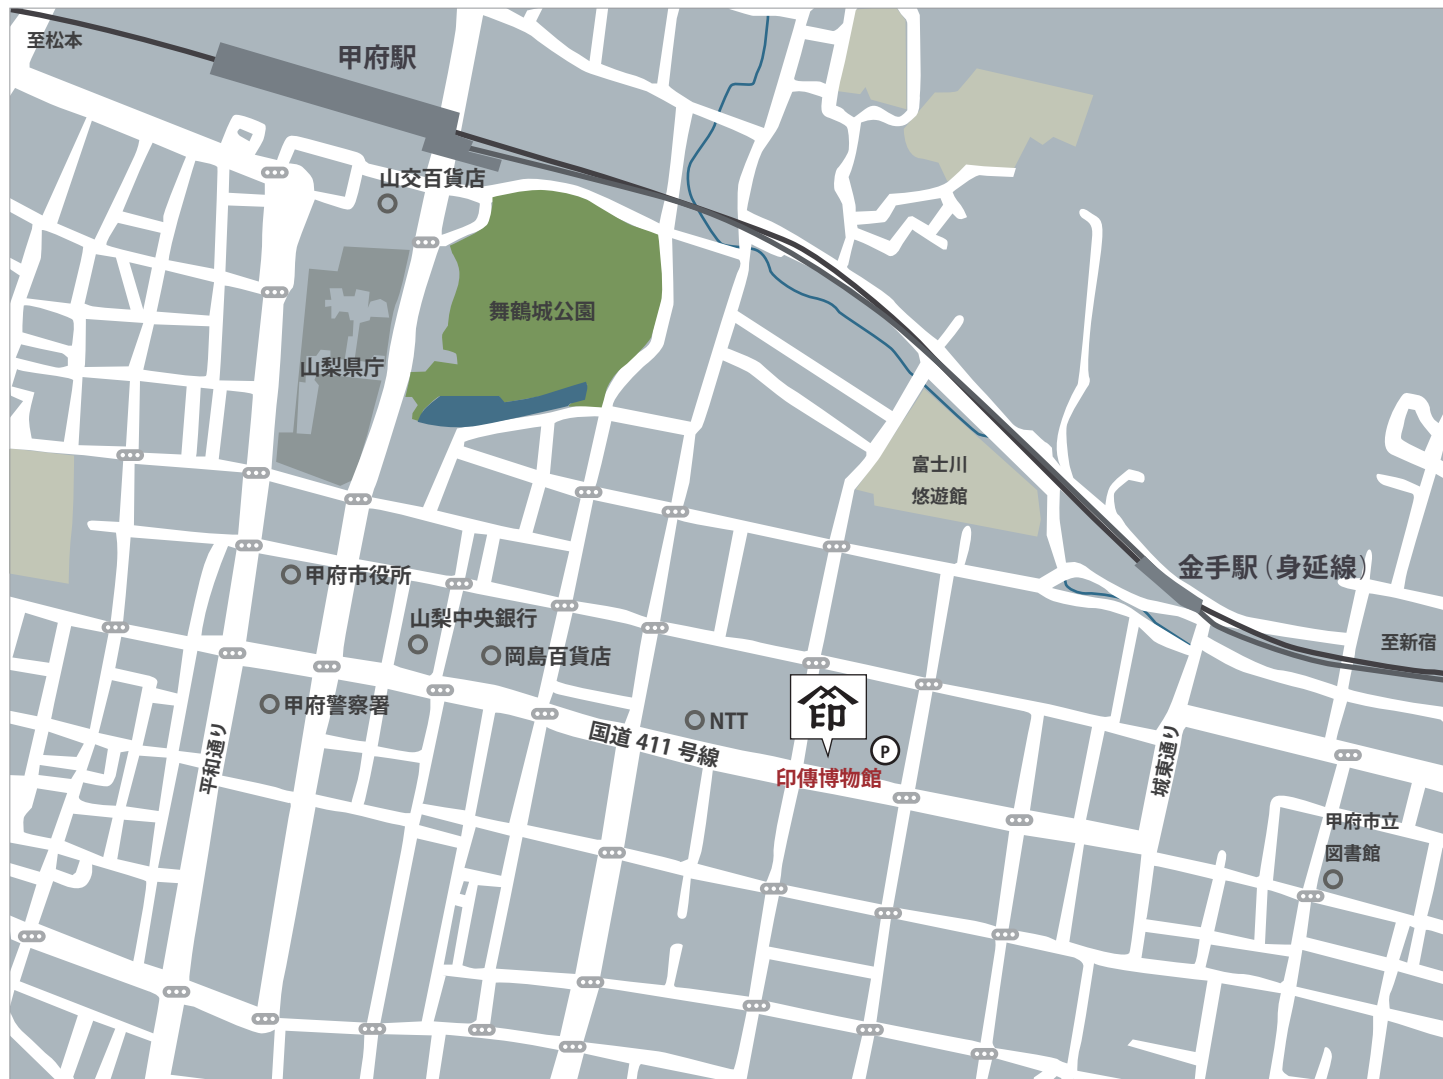 至松本
甲府駅
山交百貨店
舞鶴城公園
山梨県庁
富士川
悠遊館
金手駅（身延線）
甲府市役所
山梨中央銀行
岡島百貨店
至新宿
甲府警察署
NTT
国道 411 号線
印
P
印傳博物館
平和通り
城東通り
甲府市立
図書館